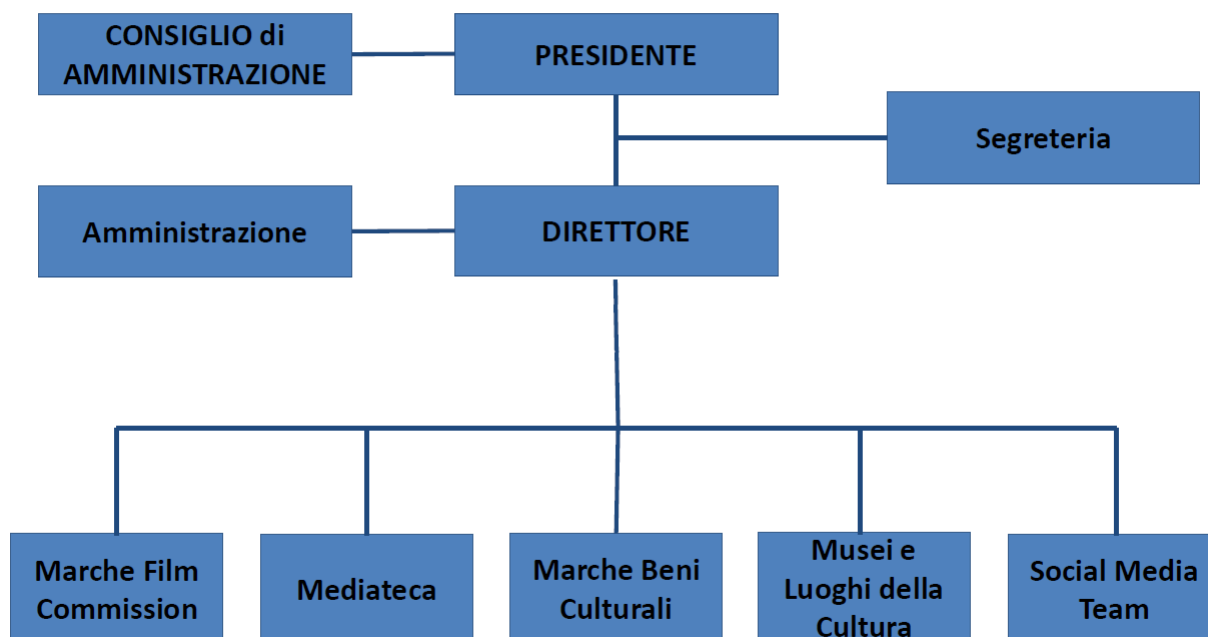 CONSIGLIO di
AMMINISTRAZIONE
PRESIDENTE
Segreteria
Amministrazione
DIRETTORE
Marche Film
Commission
Mediateca
Marche Beni
Culturali
Musei e
Luoghi della
Cultura
Social Media
Team